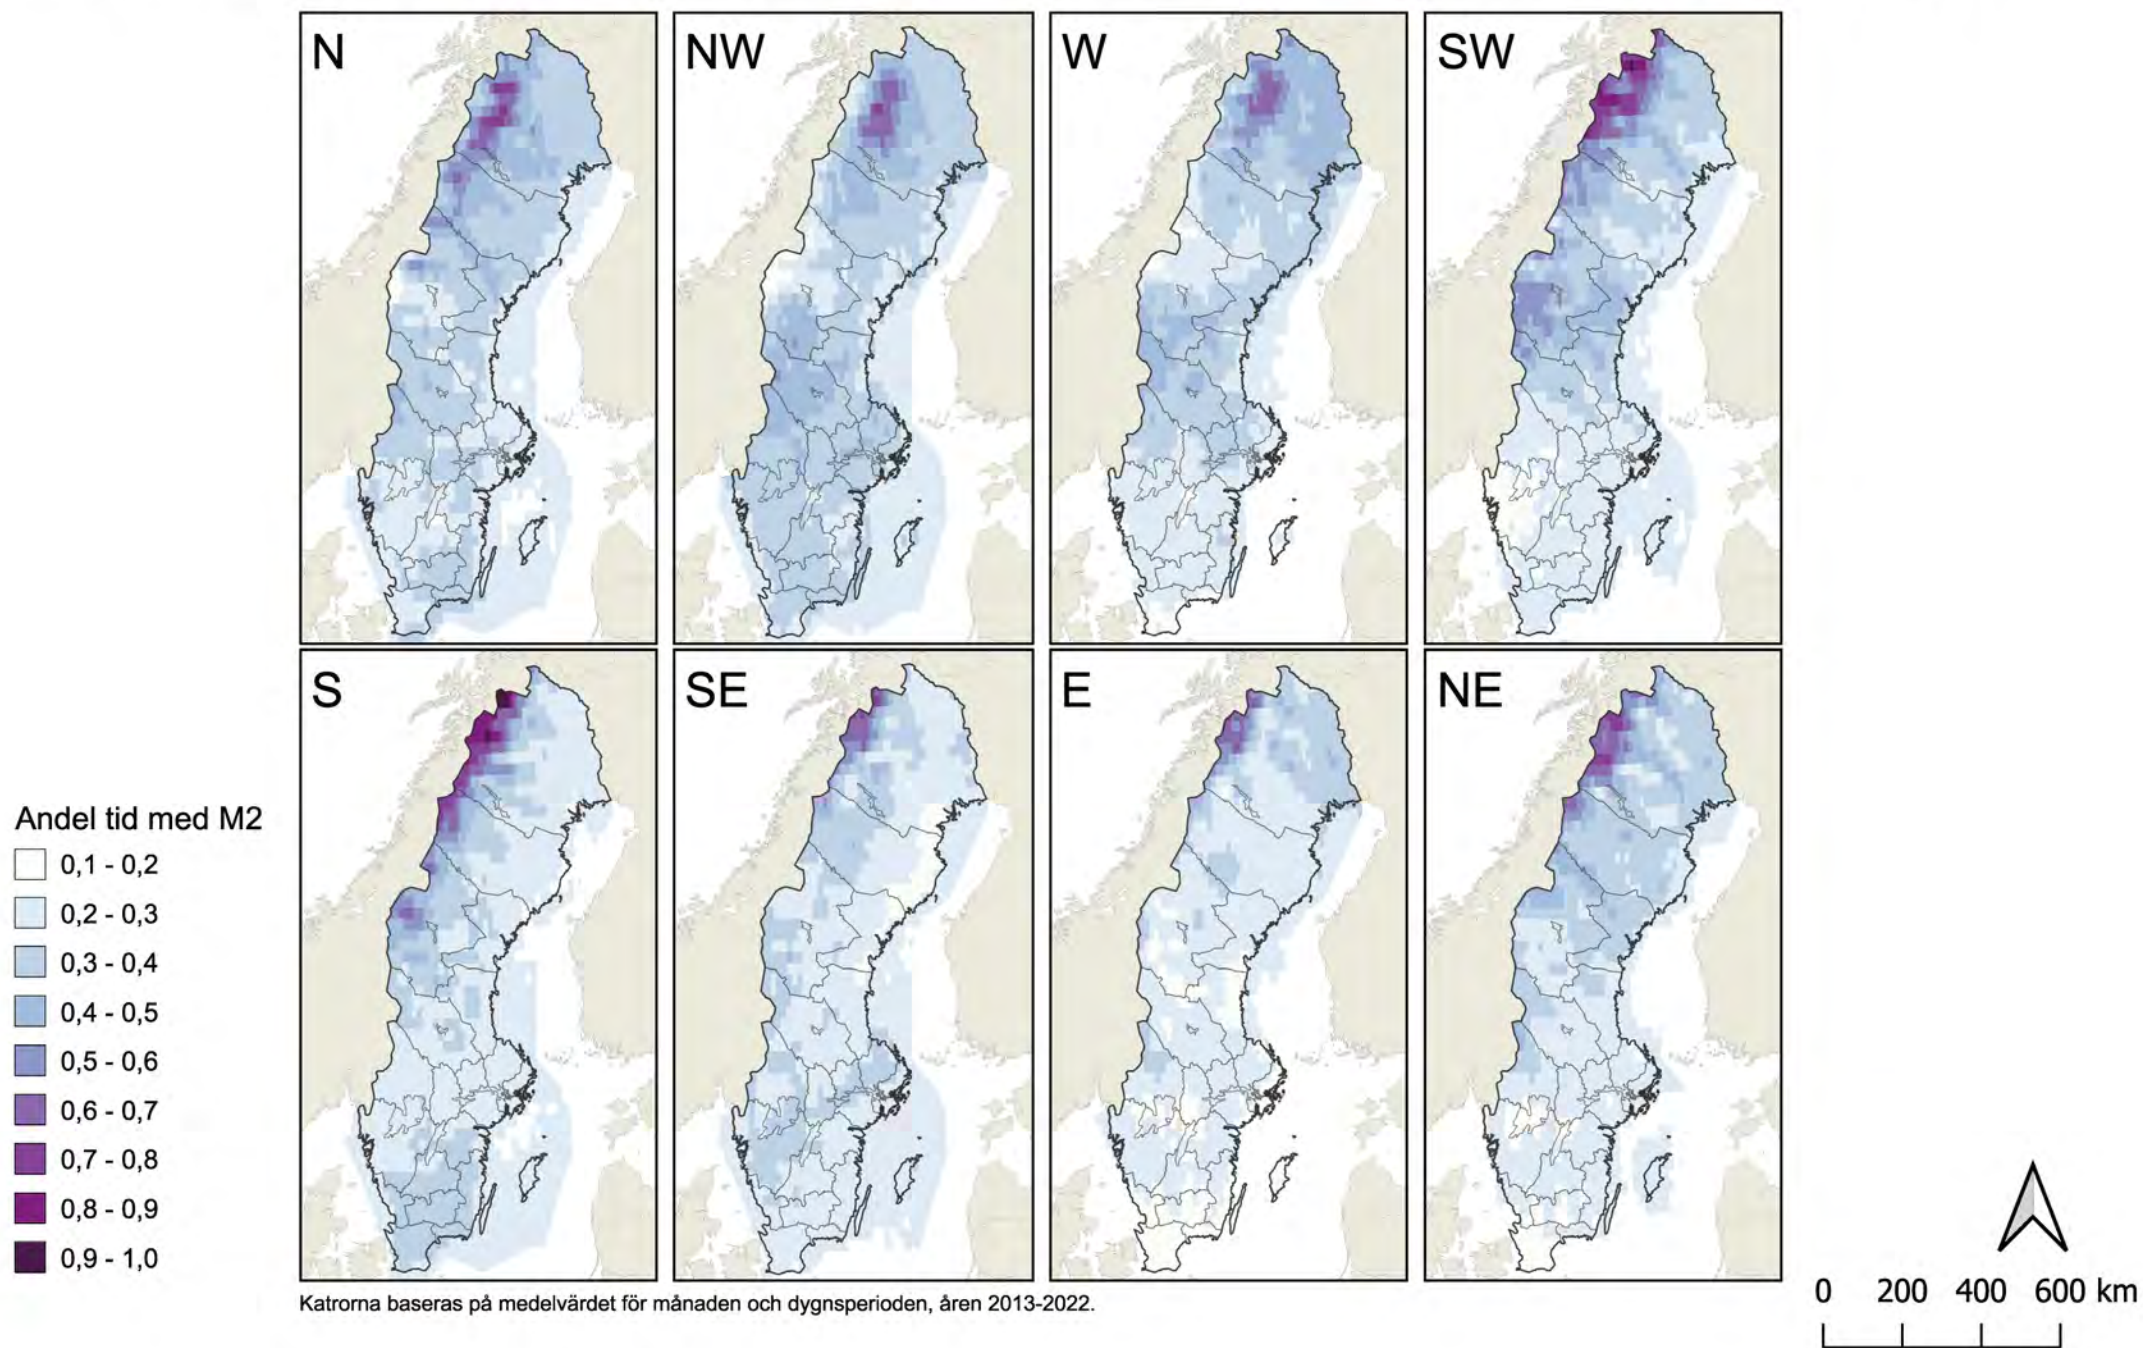 N
NW
W
SW
S
SE
E
NE
Andel tid med M2
0,1 - 0,2
0,2 - 0,3
0,3 - 0,4
0,4 - 0,5
0,5 - 0,6
0,6 - 0,7
0,7 - 0,8
0,8 - 0,9
0,9 - 1,0
Katrorna baseras på medelvärdet för månaden och dygnsperioden, åren 2013-2022.
0 200 400 600 km